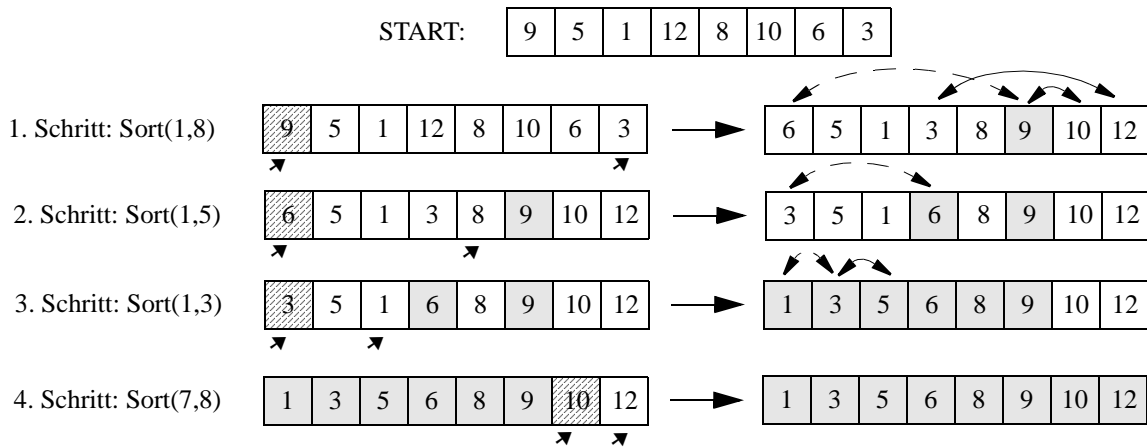 START: 9 5 1 12 8 10 6 3
1. Schritt: Sort(1,8) 9 5 1 12 8 10 6 3 6 5 1 3 8 9 10 12
2. Schritt: Sort(1,5) 6 5 1 3 8 9 10 12 3 5 1 6 8 9 10 12
3. Schritt: Sort(1,3) 3 5 1 6 8 9 10 12 1 3 5 6 8 9 10 12
4. Schritt: Sort(7,8) 1 3 5 6 8 9 10 12 1 3 5 6 8 9 10 12